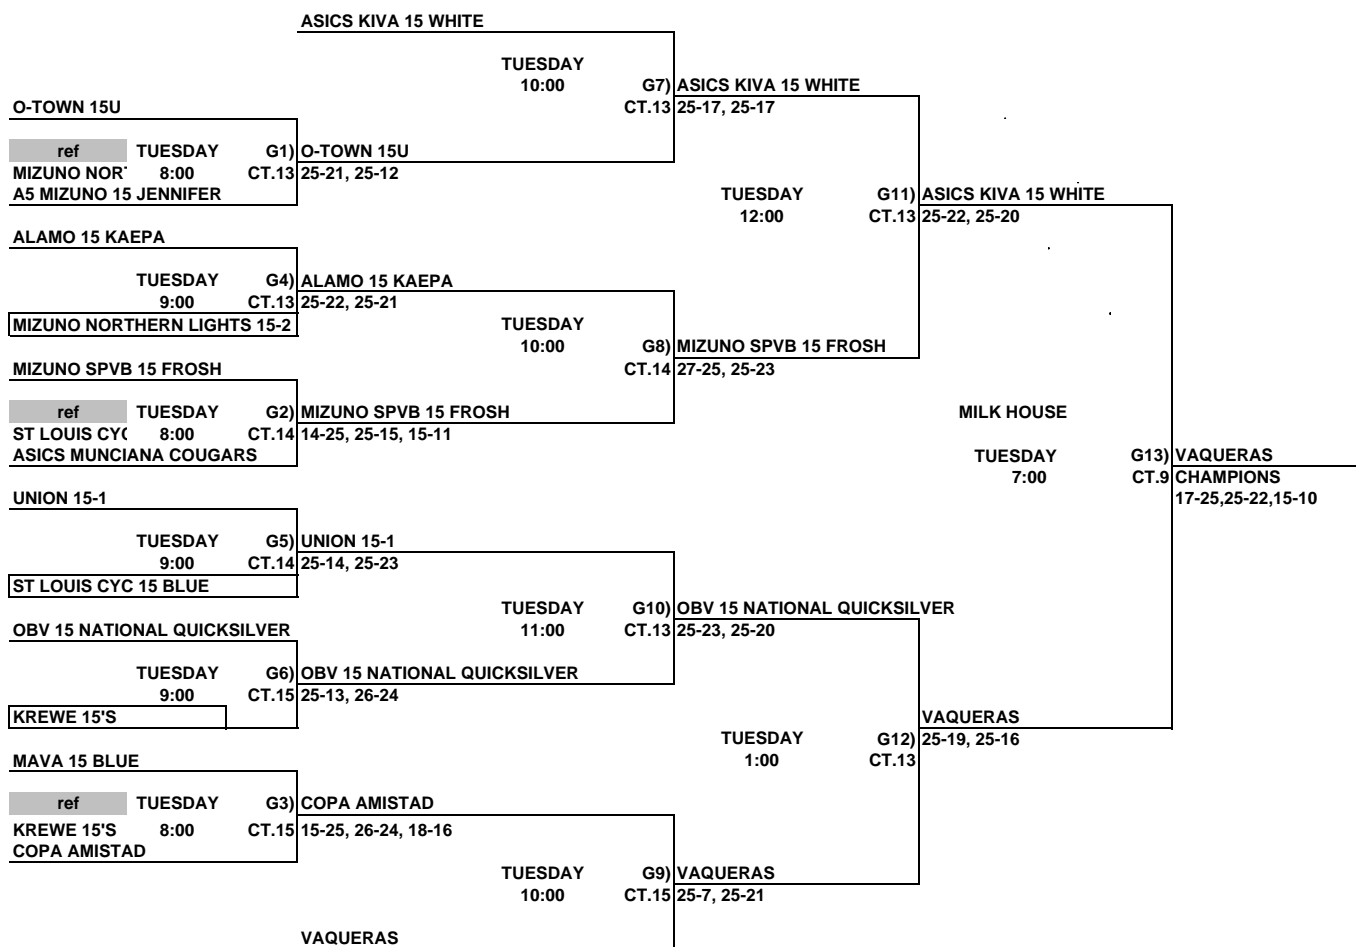 ASICS KIVA 15 WHITE
TUESDAY
10:00 G7) ASICS KIVA 15 WHITE
O-TOWN 15U CT.13 25-17, 25-17
ref TUESDAY G1) O-TOWN 15U
MIZUNO NOR 8:00 CT.13 25-21, 25-12
A5 MIZUNO 15 JENNIFER TUESDAY G11) ASICS KIVA 15 WHITE
12:00 CT.13 25-22, 25-20
ALAMO 15 KAEPA
TUESDAY G4) ALAMO 15 KAEPA
9:00 CT.13 25-22, 25-21
MIZUNO NORTHERN LIGHTS 15-2 TUESDAY
10:00 G8) MIZUNO SPVB 15 FROSH
MIZUNO SPVB 15 FROSH CT.14 27-25, 25-23
ref TUESDAY G2) MIZUNO SPVB 15 FROSH MILK HOUSE
ST LOUIS CYC 8:00 CT.14 14-25, 25-15, 15-11
ASICS MUNCIANA COUGARS TUESDAY G13) VAQUERAS
7:00 CT.9 CHAMPIONS
UNION 15-1 17-25,25-22,15-10
TUESDAY G5) UNION 15-1
9:00 CT.14 25-14, 25-23
ST LOUIS CYC 15 BLUE
TUESDAY G10) OBV 15 NATIONAL QUICKSILVER
OBV 15 NATIONAL QUICKSILVER 11:00 CT.13 25-23, 25-20
TUESDAY G6) OBV 15 NATIONAL QUICKSILVER
9:00 CT.15 25-13, 26-24
KREWE 15'S VAQUERAS
TUESDAY G12) 25-19, 25-16
MAVA 15 BLUE 1:00 CT.13
ref TUESDAY G3) COPA AMISTAD
KREWE 15'S 8:00 CT.15 15-25, 26-24, 18-16
COPA AMISTAD
TUESDAY G9) VAQUERAS
10:00 CT.15 25-7, 25-21
VAQUERAS